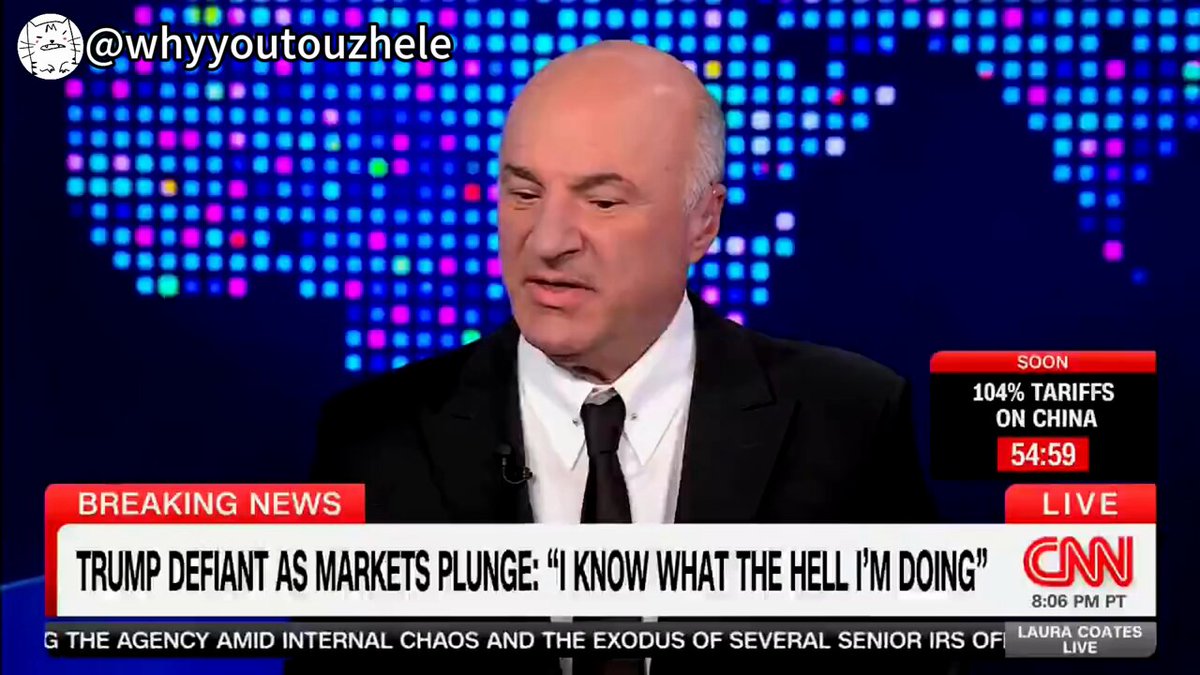 @whyyoutouzhele
SOON
104% TARIFFS
ON CHINA
54:59
BREAKING NEWS
LIVE
TRUMP DEFIANT AS MARKETS PLUNGE: “I KNOW WHAT THE HELL I’M DOING”
CNN
8:06 PM PT
G THE AGENCY AMID INTERNAL CHAOS AND THE EXODUS OF SEVERAL SENIOR IRS OF
LAURA COATES
LIVE